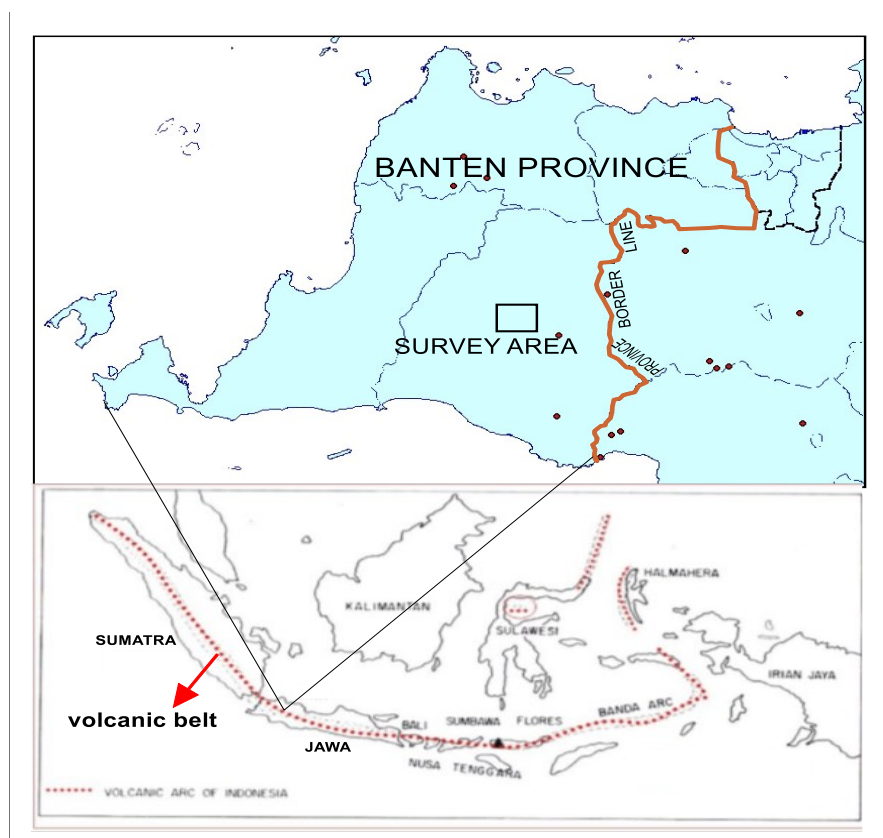 BANTEN PROVINCE
LINE
BORDER
PROVINCE
SURVEY AREA
HALMAHERA
KALIMANTAN
SULAWESI
SUMATRA
IRIAN JAYA
volcanic belt
BALI SUMBAWA FLORES BANDA ARC
JAWA
NUSA TENGGARA
VOLCANIC ARC OF INDONESIA